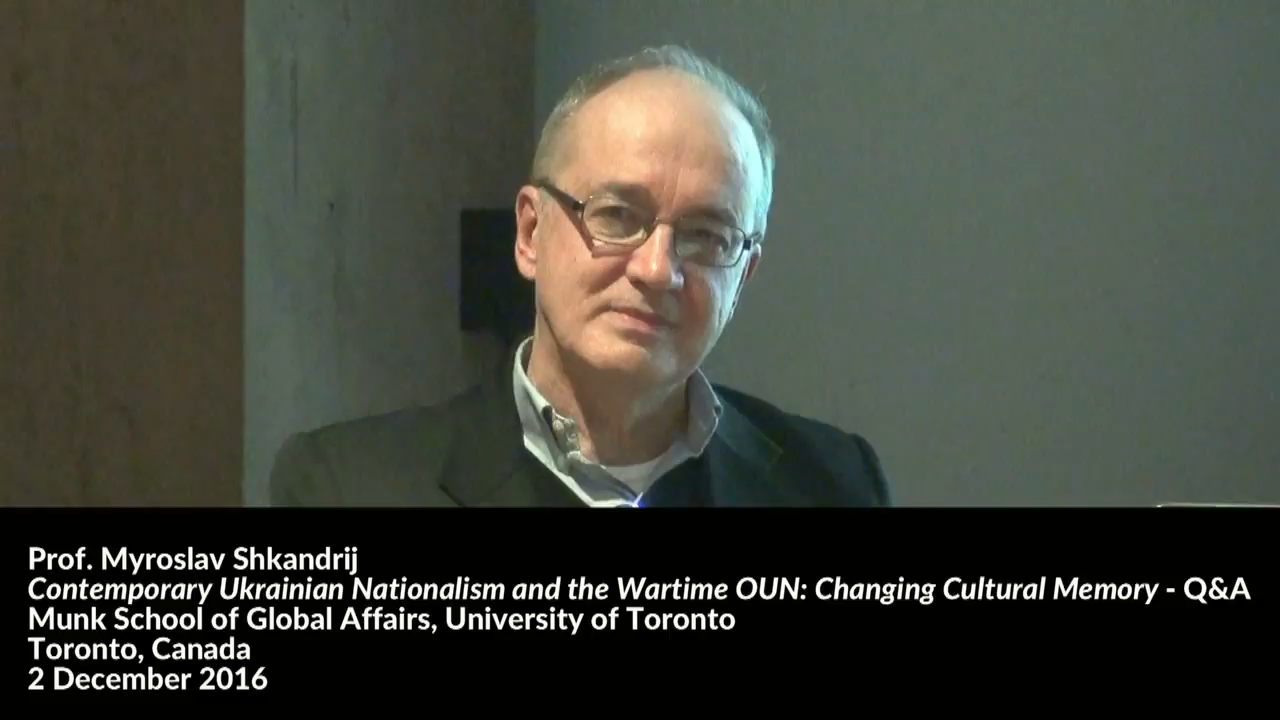 Prof. Myroslav Shkandrij
Contemporary Ukrainian Nationalism and the Wartime OUN: Changing Cultural Memory - Q&A
Munk School of Global Affairs, University of Toronto
Toronto, Canada
2 December 2016